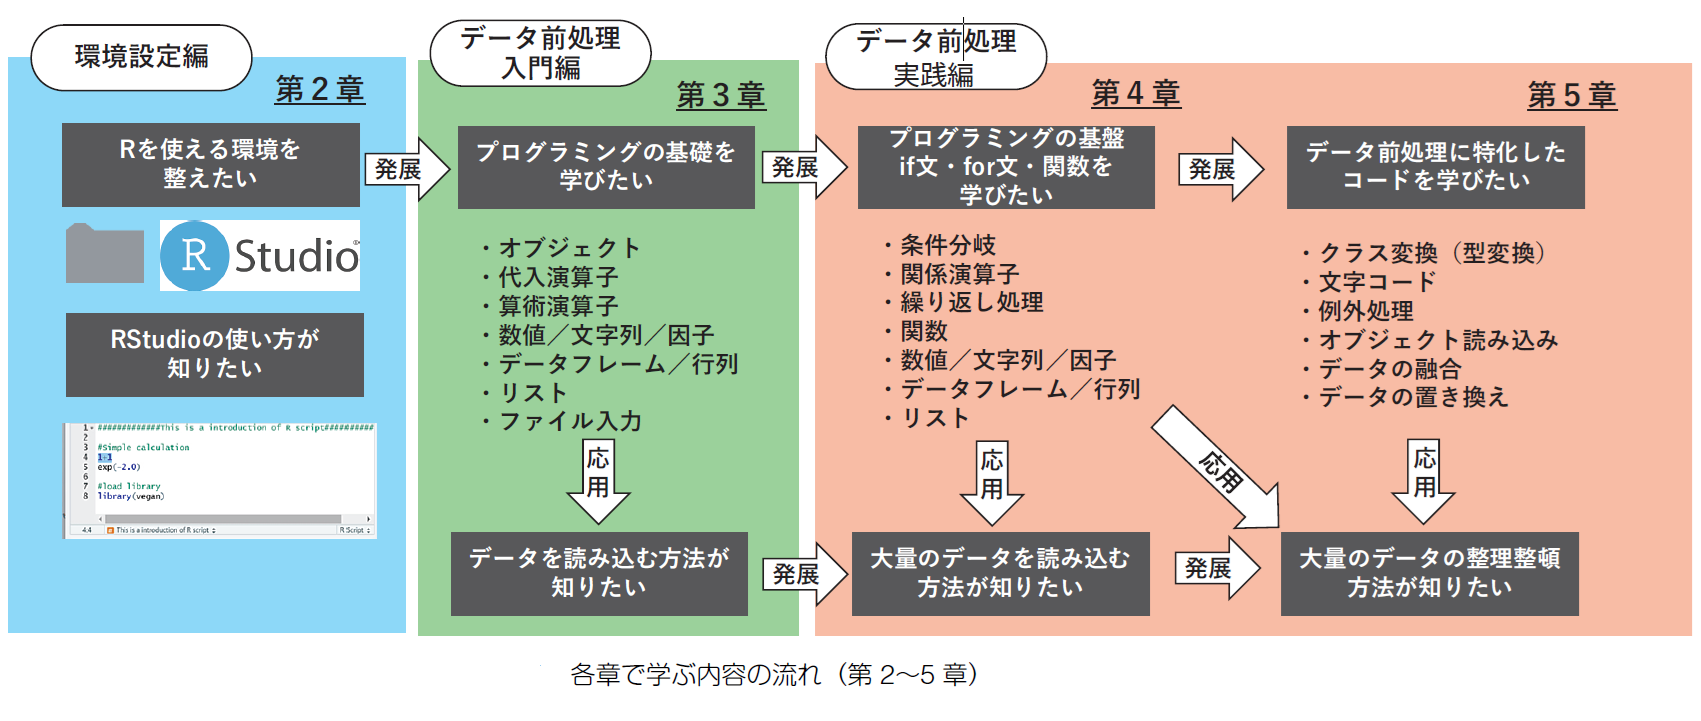 環境設定編
第2章
Rを使える環境を
整えたい
R Studio®
RStudioの使い方が
知りたい
1 #############This is a introduction of R script##########
2
3 #Simple calculation
4 1+1
5 exp(-2.0)
6
7 #load library
8 library(vegan)
4:4 This is a introduction of R script R Script
発展
データ前処理
入門編
第3章
プログラミングの基礎を
学びたい
・オブジェクト
・代入演算子
・算術演算子
・数値／文字列／因子
・データフレーム／行列
・リスト
・ファイル入力
応用
データを読み込む方法が
知りたい
発展
発展
データ前処理
実践編
第4章
プログラミングの基盤
if文・for文・関数を
学びたい
・条件分岐
・関係演算子
・繰り返し処理
・関数
・数値／文字列／因子
・データフレーム／行列
・リスト
応用
応用
大量のデータを読み込む
方法が知りたい
発展
発展
第5章
データ前処理に特化した
コードを学びたい
・クラス変換（型変換）
・文字コード
・例外処理
・オブジェクト読み込み
・データの融合
・データの置き換え
応用
大量のデータの整理整頓
方法が知りたい
各章で学ぶ内容の流れ（第 2～5 章）